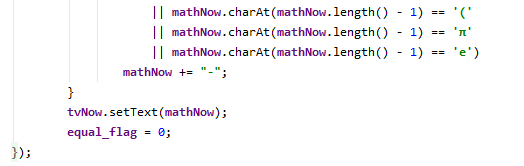 || mathNow.charAt(mathNow.length() - 1) == '('
|| mathNow.charAt(mathNow.length() - 1) == 'π'
|| mathNow.charAt(mathNow.length() - 1) == 'e')
mathNow += "-";
}
tvNow.setText(mathNow);
equal_flag = 0;
});